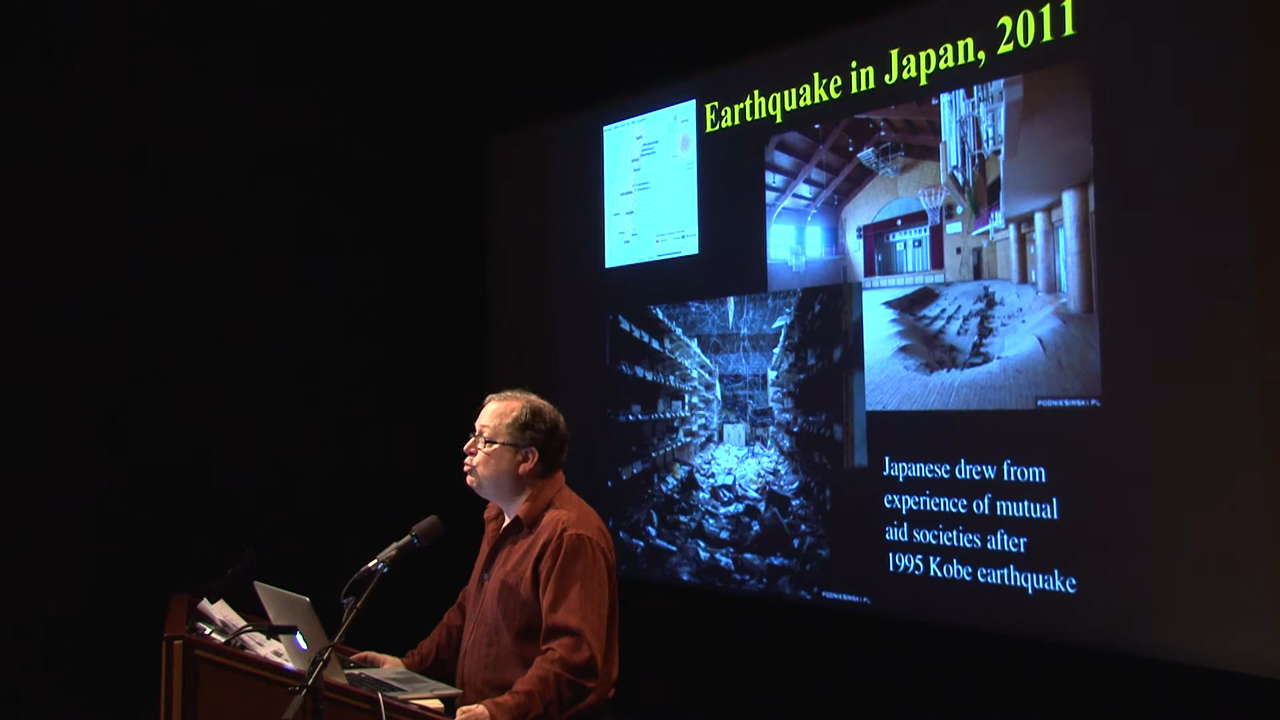 Earthquake in Japan, 2011
PODNIESINSKI.PL
Japanese drew from
experience of mutual
aid societies after
1995 Kobe earthquake
PODNIESINSKI.PL